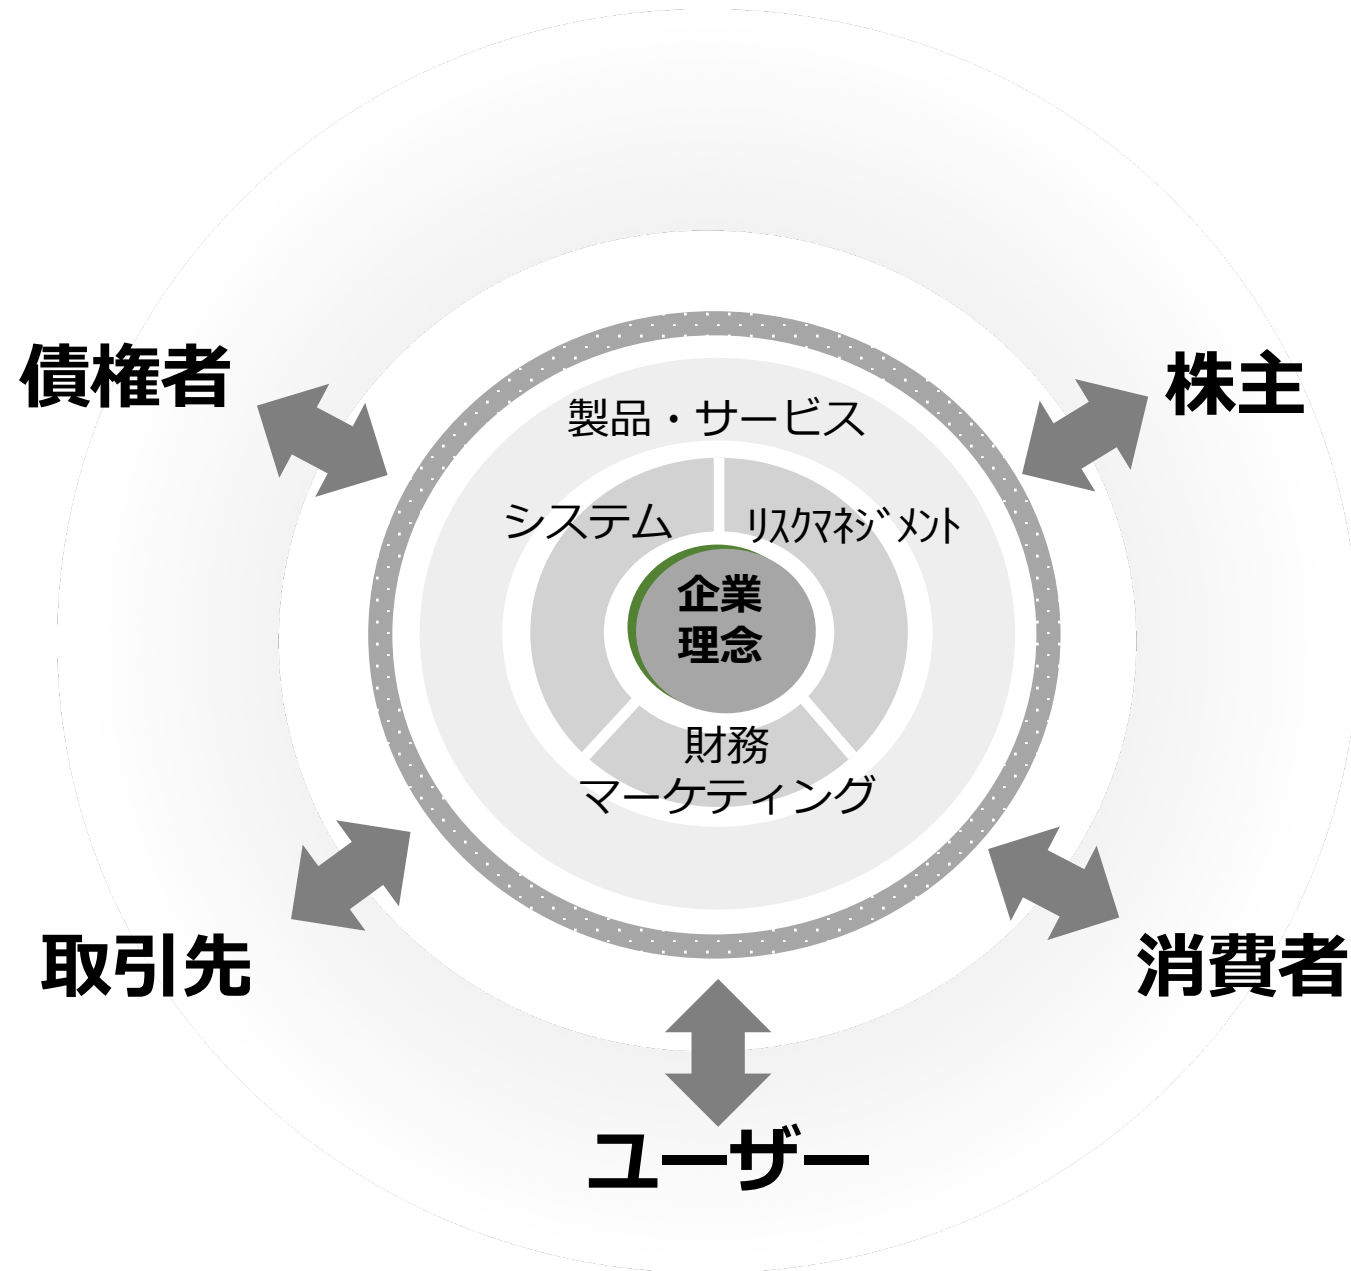 債権者
株主
製品・サービス
システム
ﾘｽｸﾏﾈｼﾞﾒﾝﾄ
企業
理念
財務
マーケティング
取引先
消費者
ユーザー